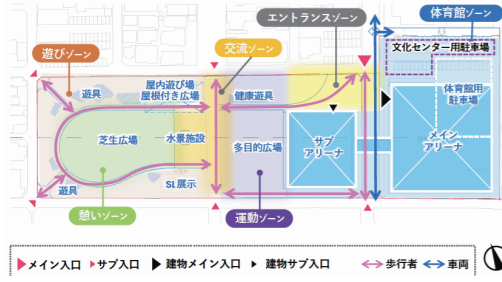 エントランスゾーン
体育館ゾーン
遊びゾーン
交流ゾーン
文化センター用駐車場
屋内遊び場
屋根付き広場
遊具
健康遊具
体育館用
駐車場
芝生広場
水景施設
多目的広場
サブ
アリーナ
メイン
アリーナ
遊具
SL展示
憩いゾーン
運動ゾーン
メイン入口
サブ入口
建物メイン入口
建物サブ入口
歩行者
車両